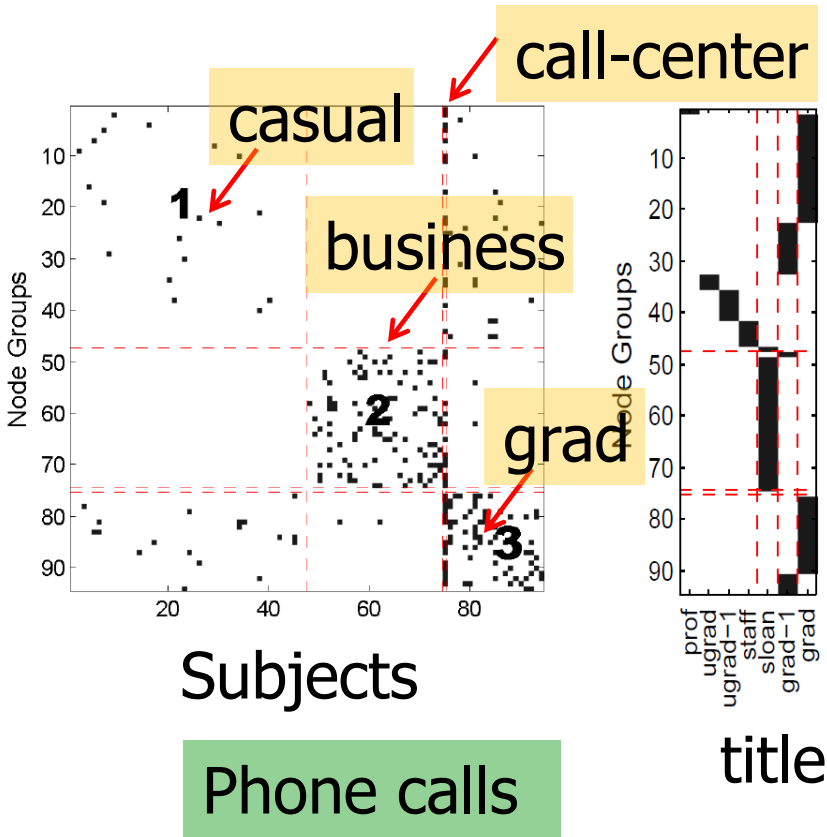 call-center
casual
business
grad
1
2
3
10
20
30
40
50
60
70
80
90
Node Groups
20
40
60
80
Subjects
Phone calls
10
20
30
40
50
60
70
80
90
Node Groups
prof
ugrad
ugrad-1
staff
sloan
grad-1
grad
title